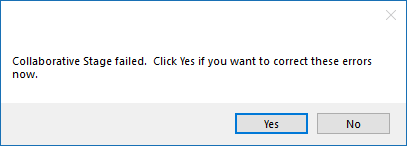 Collaborative Stage failed.  Click Yes if you want to correct these errors
now.
Yes
No